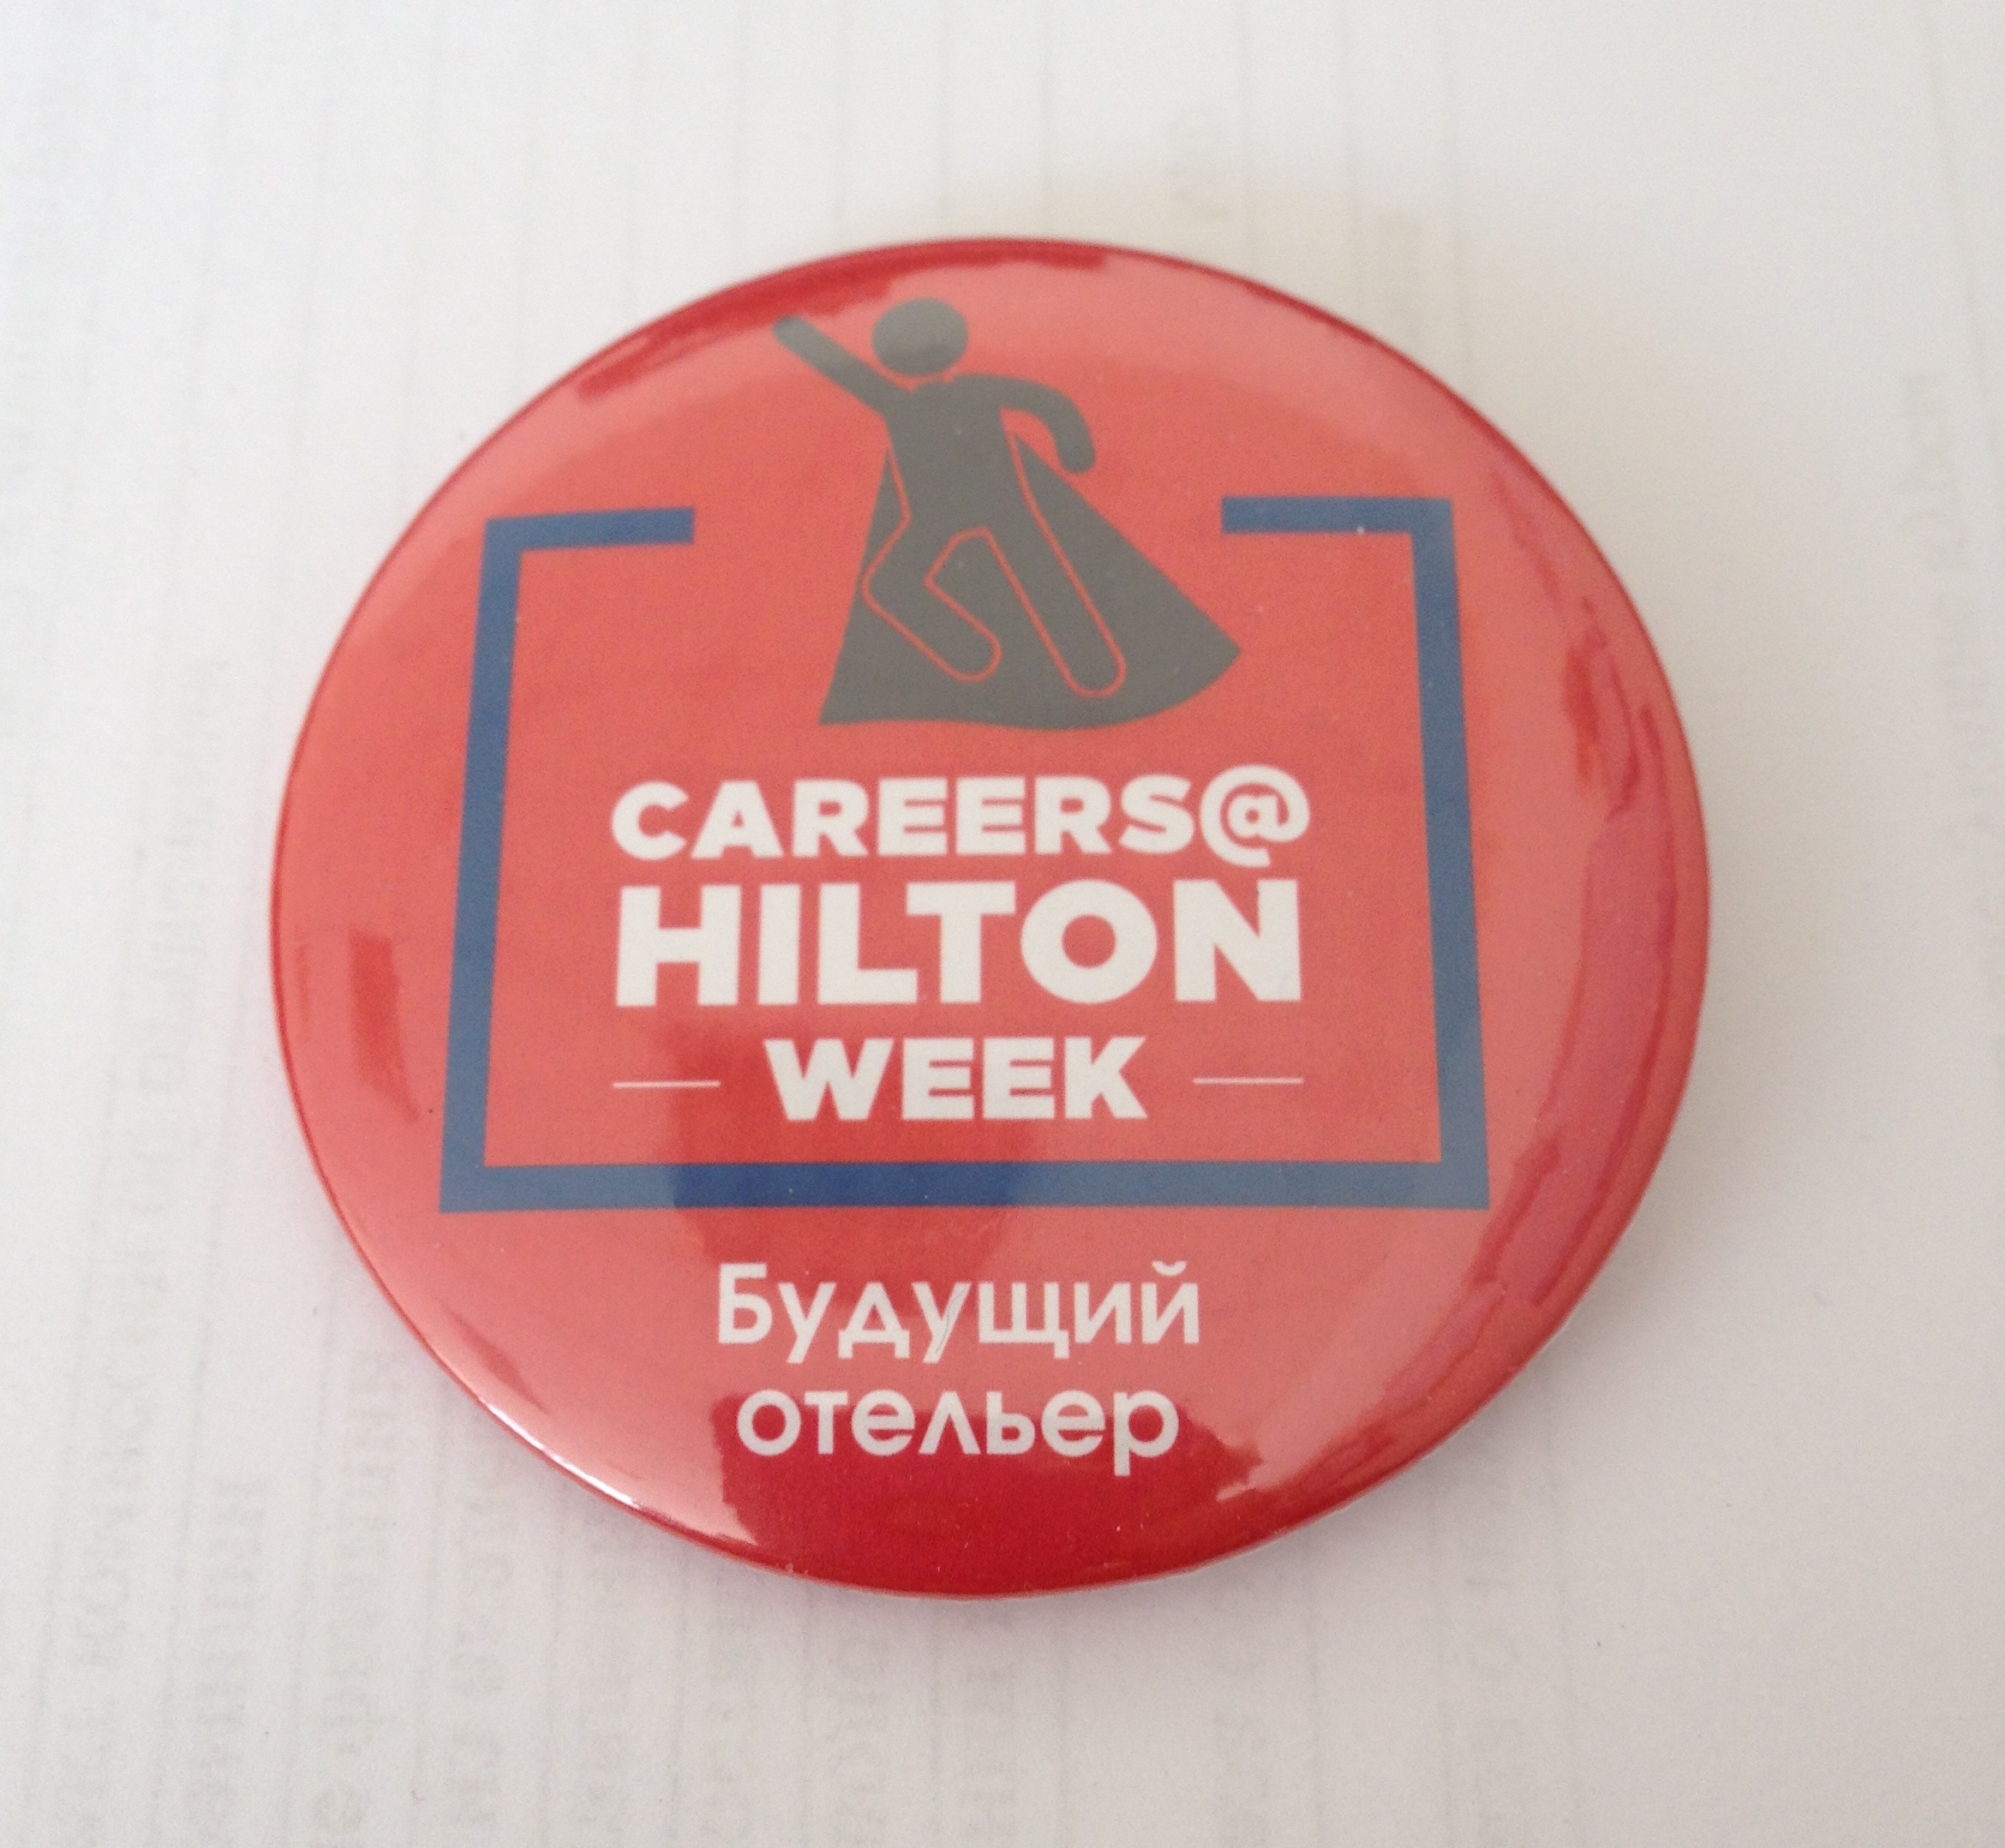 CAREERS@
HILTON
WEEK
Будущий
отельер